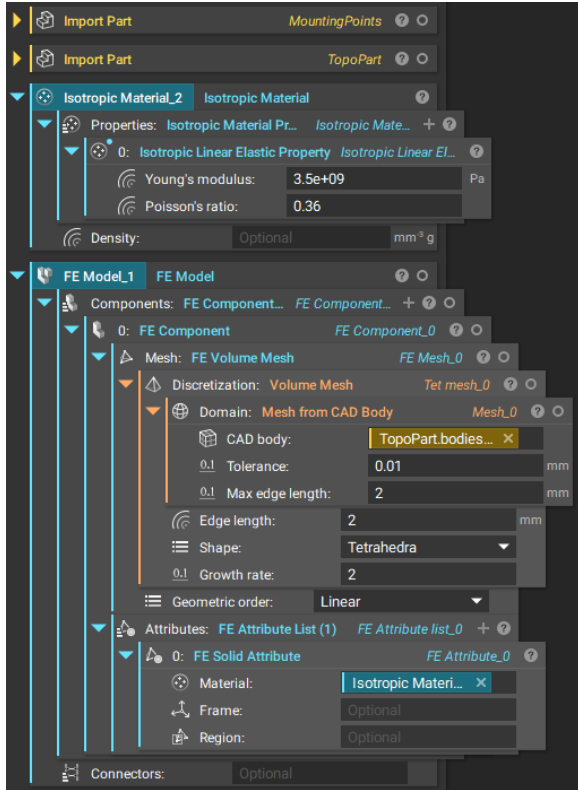 Import Part MountingPoints
Import Part TopoPart
Isotropic Material_2 Isotropic Material
Properties: Isotropic Material Pr... Isotropic Mate...
0: Isotropic Linear Elastic Property Isotropic Linear El...
Young's modulus: 3.5e+09 Pa
Poisson's ratio: 0.36
Density: Optional mm⁻³ g
FE Model_1 FE Model
Components: FE Component... FE Component...
0: FE Component FE Component_0
Mesh: FE Volume Mesh FE Mesh_0
Discretization: Volume Mesh Tet mesh_0
Domain: Mesh from CAD Body Mesh_0
CAD body: TopoPart.bodies...
0.1 Tolerance: 0.01 mm
0.1 Max edge length: 2 mm
Edge length: 2 mm
Shape: Tetrahedra
0.1 Growth rate: 2
Geometric order: Linear
Attributes: FE Attribute List (1) FE Attribute list_0
0: FE Solid Attribute FE Attribute_0
Material: Isotropic Materi...
Frame: Optional
Region: Optional
Connectors: Optional